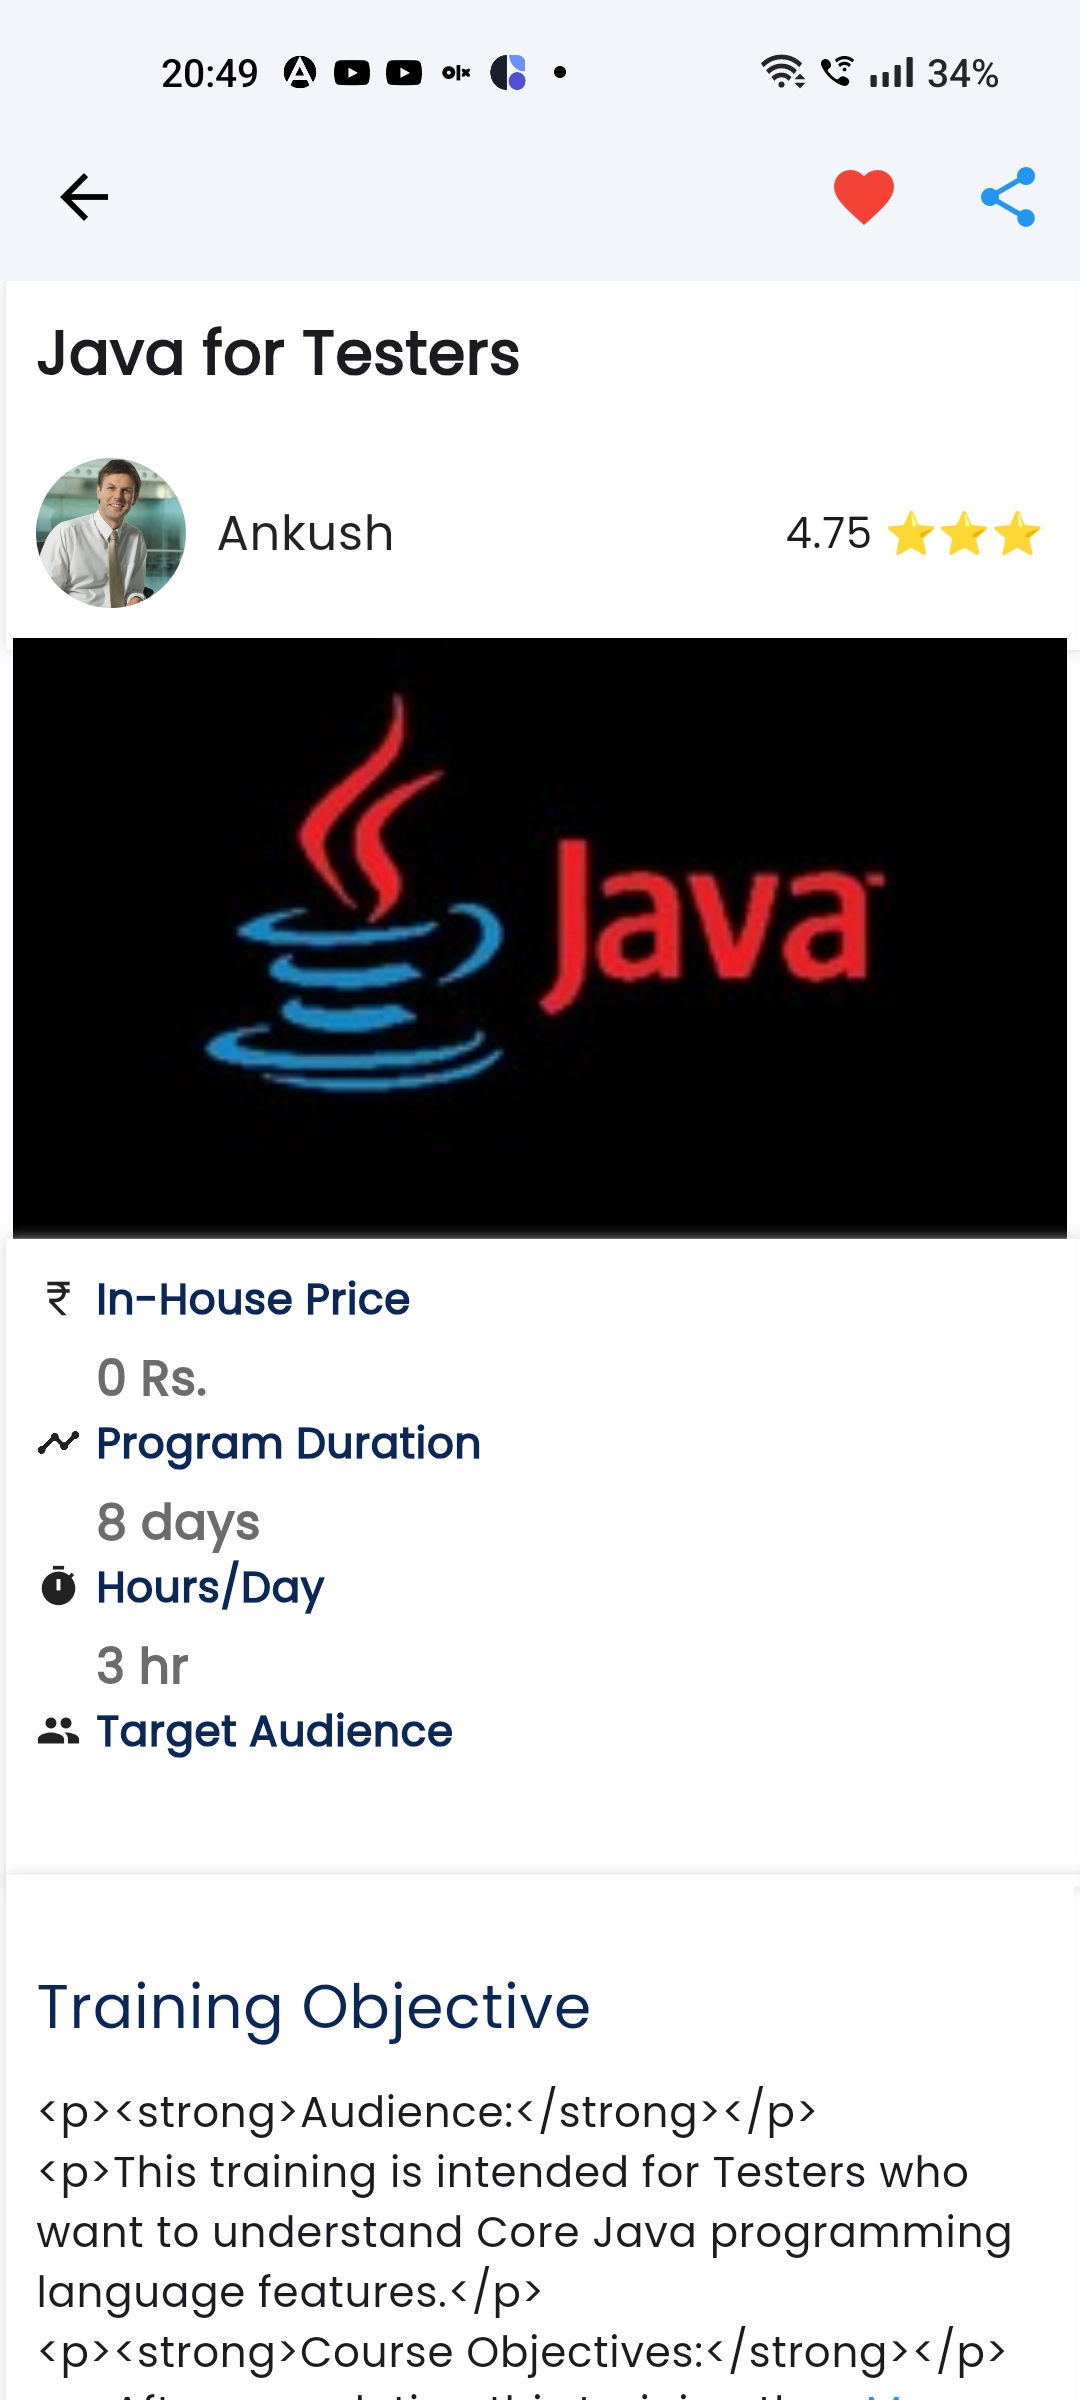 20:49 olx 34%
Java for Testers
Ankush 4.75
Java
₹ In-House Price
0 Rs.
Program Duration
8 days
Hours/Day
3 hr
Target Audience
Training Objective
<p><strong>Audience:</strong></p>
<p>This training is intended for Testers who
want to understand Core Java programming
language features.</p>
<p><strong>Course Objectives:</strong></p>